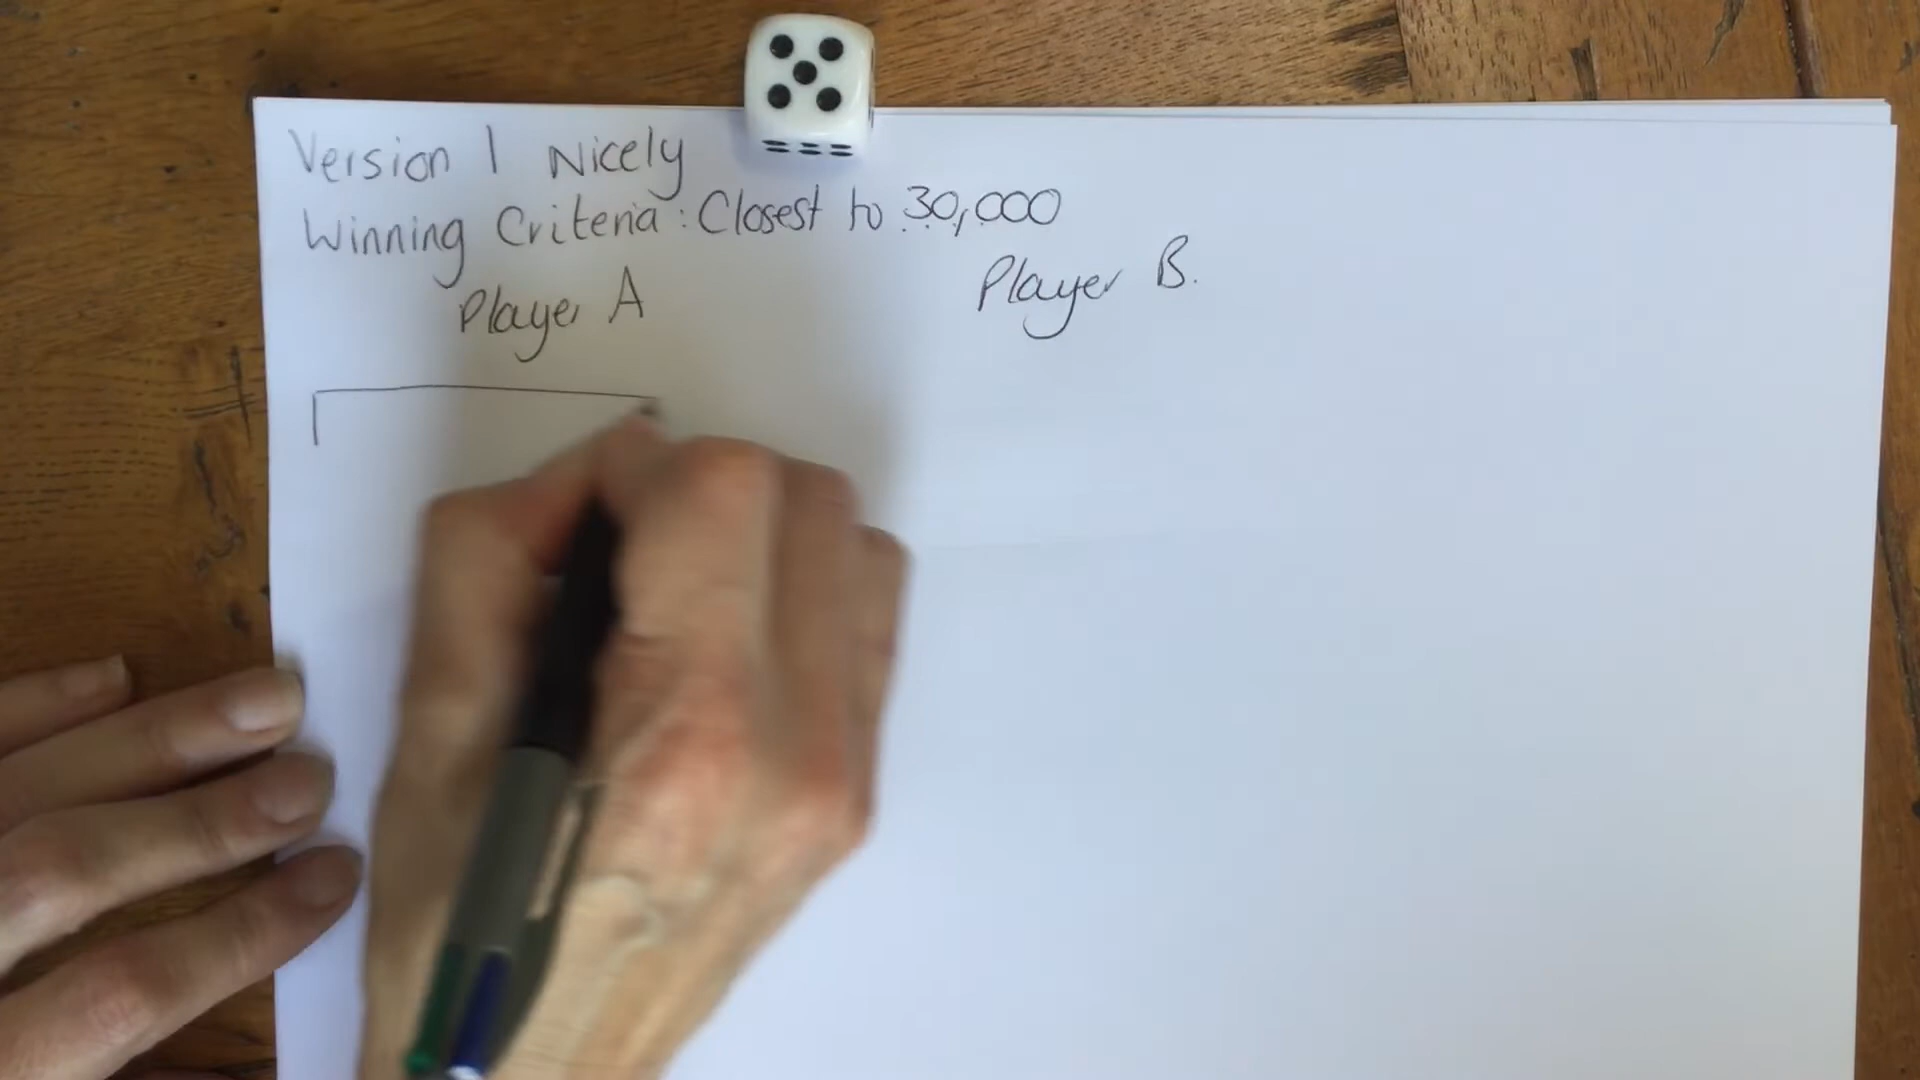 Version 1 Nicely
Winning Criteria: Closest to 30,000
Player A
Player B.